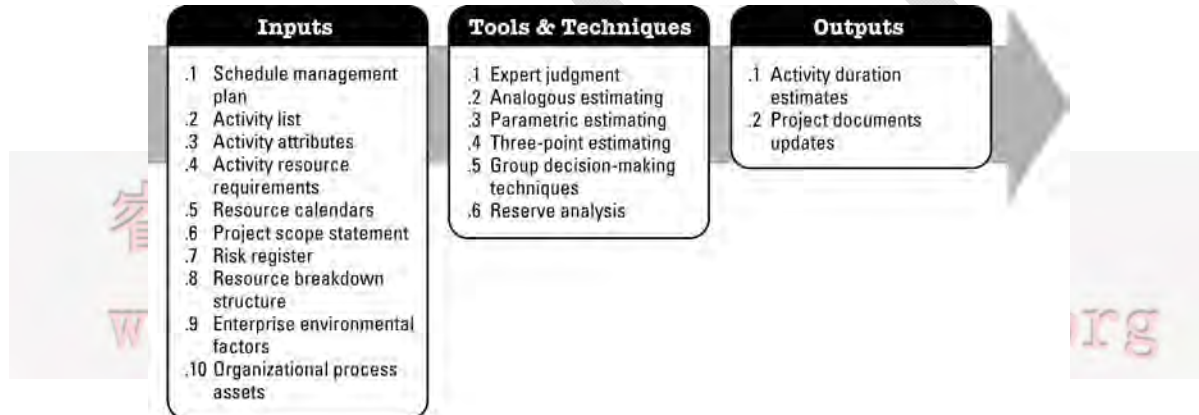 Inputs
.1 Schedule management
plan
.2 Activity list
.3 Activity attributes
.4 Activity resource
requirements
.5 Resource calendars
.6 Project scope statement
.7 Risk register
.8 Resource breakdown
structure
.9 Enterprise environmental
factors
.10 Organizational process
assets
Tools & Techniques
.1 Expert judgment
.2 Analogous estimating
.3 Parametric estimating
.4 Three-point estimating
.5 Group decision-making
techniques
.6 Reserve analysis
Outputs
.1 Activity duration
estimates
.2 Project documents
updates
w
org